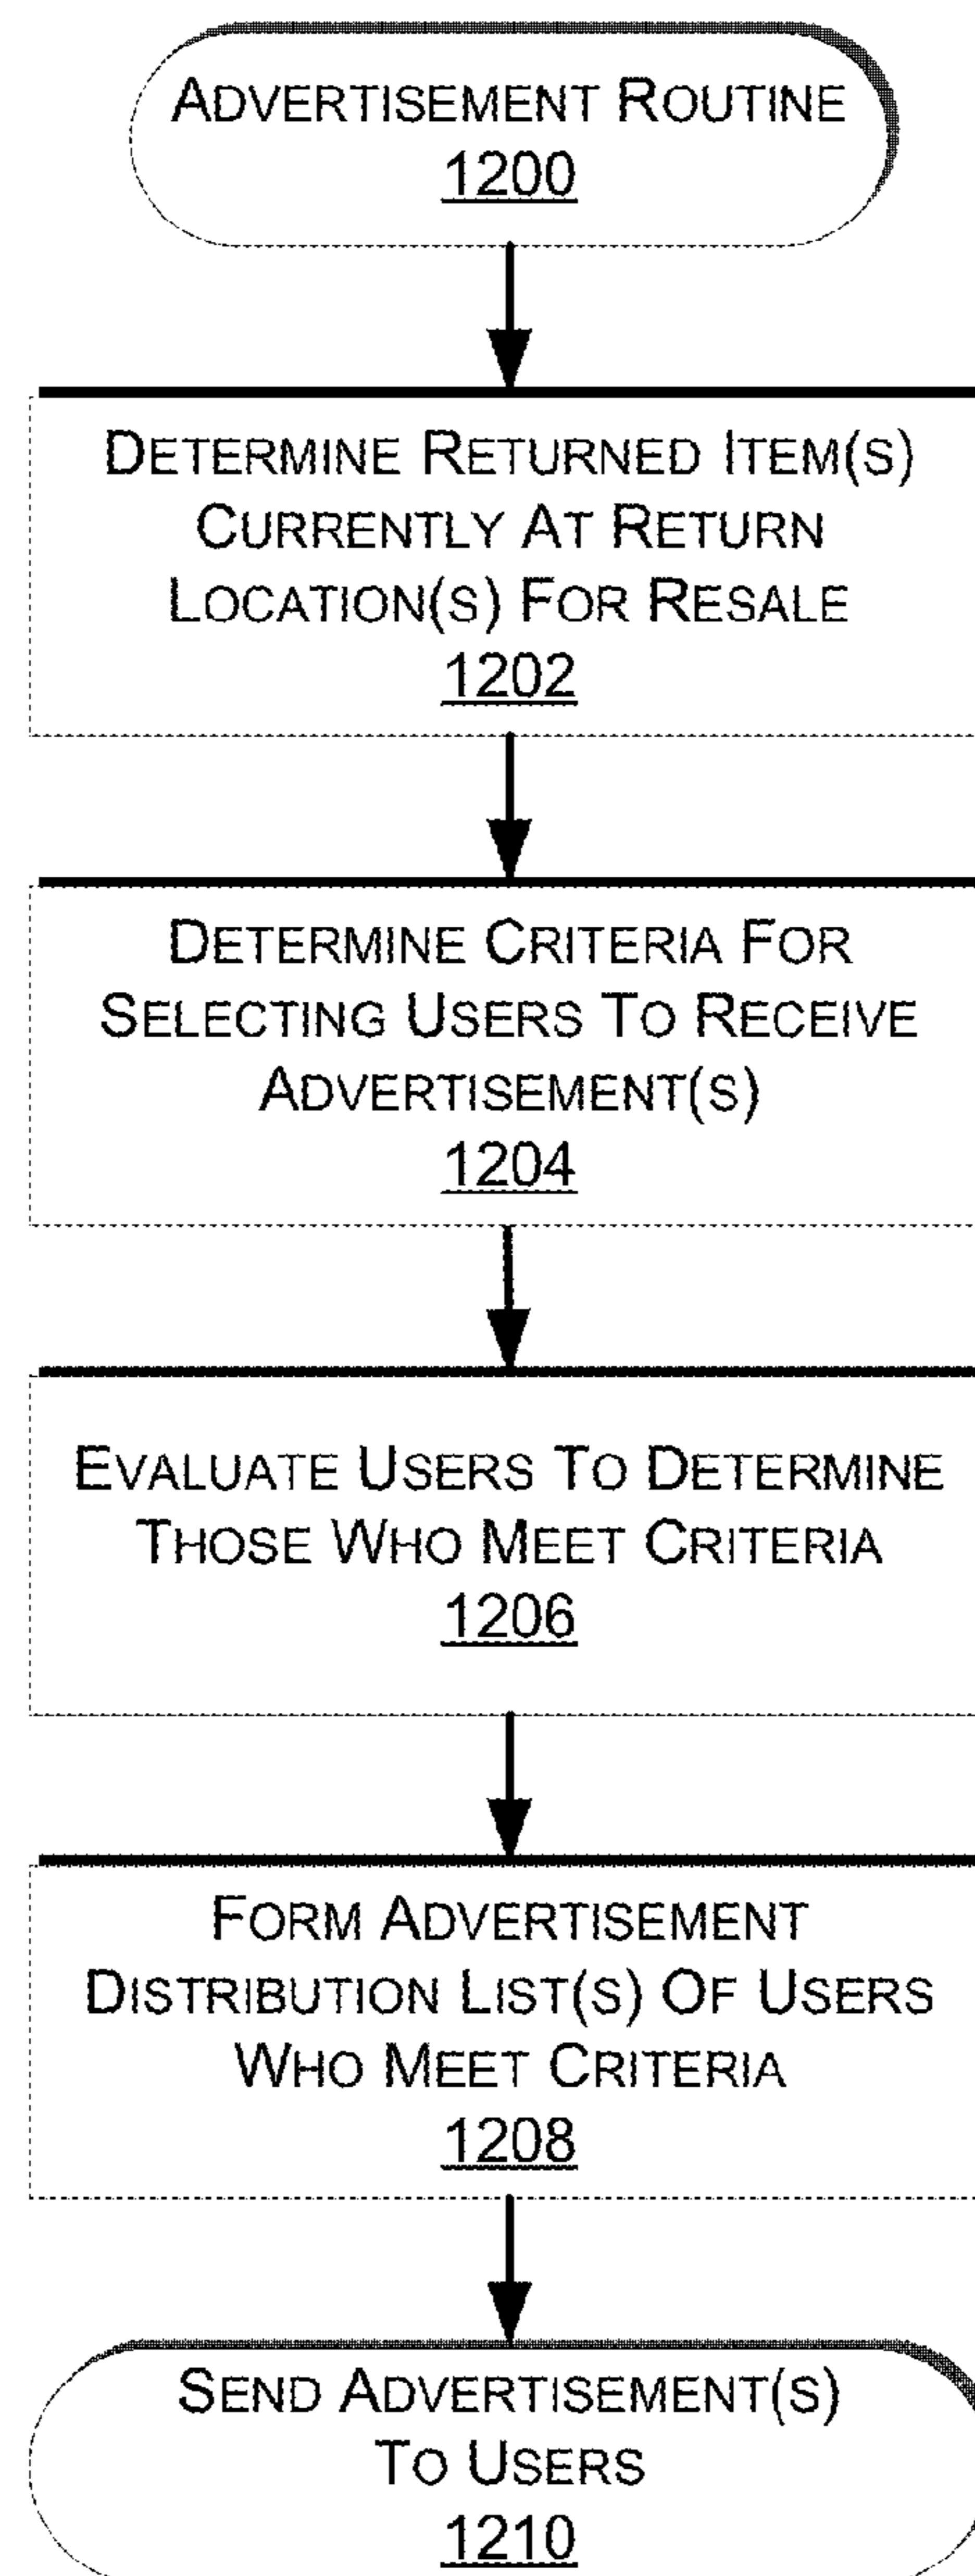 ADVERTISEMENT ROUTINE
1200
DETERMINE RETURNED ITEM(S)
CURRENTLY AT RETURN
LOCATION(S) FOR RESALE
1202
DETERMINE CRITERIA FOR
SELECTING USERS TO RECEIVE
ADVERTISEMENT(S)
1204
EVALUATE USERS TO DETERMINE
THOSE WHO MEET CRITERIA
1206
FORM ADVERTISEMENT
DISTRIBUTION LIST(S) OF USERS
WHO MEET CRITERIA
1208
SEND ADVERTISEMENT(S)
TO USERS
1210